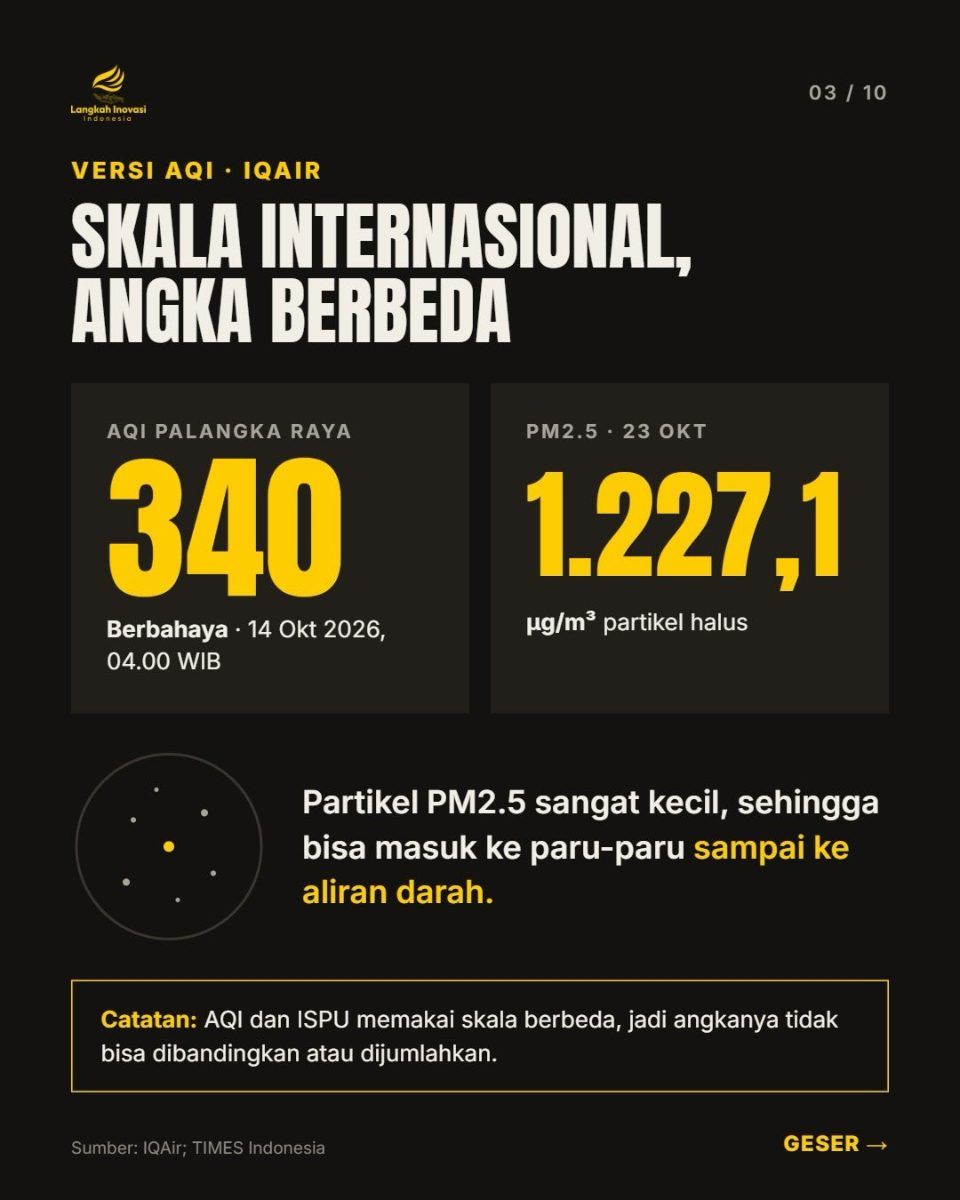 Langkah Inovasi
Indonesia
03 / 10
VERSI AQI · IQAIR
SKALA INTERNASIONAL,
ANGKA BERBEDA
AQI PALANGKA RAYA
340
Berbahaya · 14 Okt 2026,
04.00 WIB
PM2.5 · 23 OKT
1.227,1
µg/m³ partikel halus
Partikel PM2.5 sangat kecil, sehingga
bisa masuk ke paru-paru sampai ke
aliran darah.
Catatan: AQI dan ISPU memakai skala berbeda, jadi angkanya tidak
bisa dibandingkan atau dijumlahkan.
Sumber: IQAir; TIMES Indonesia
GESER →